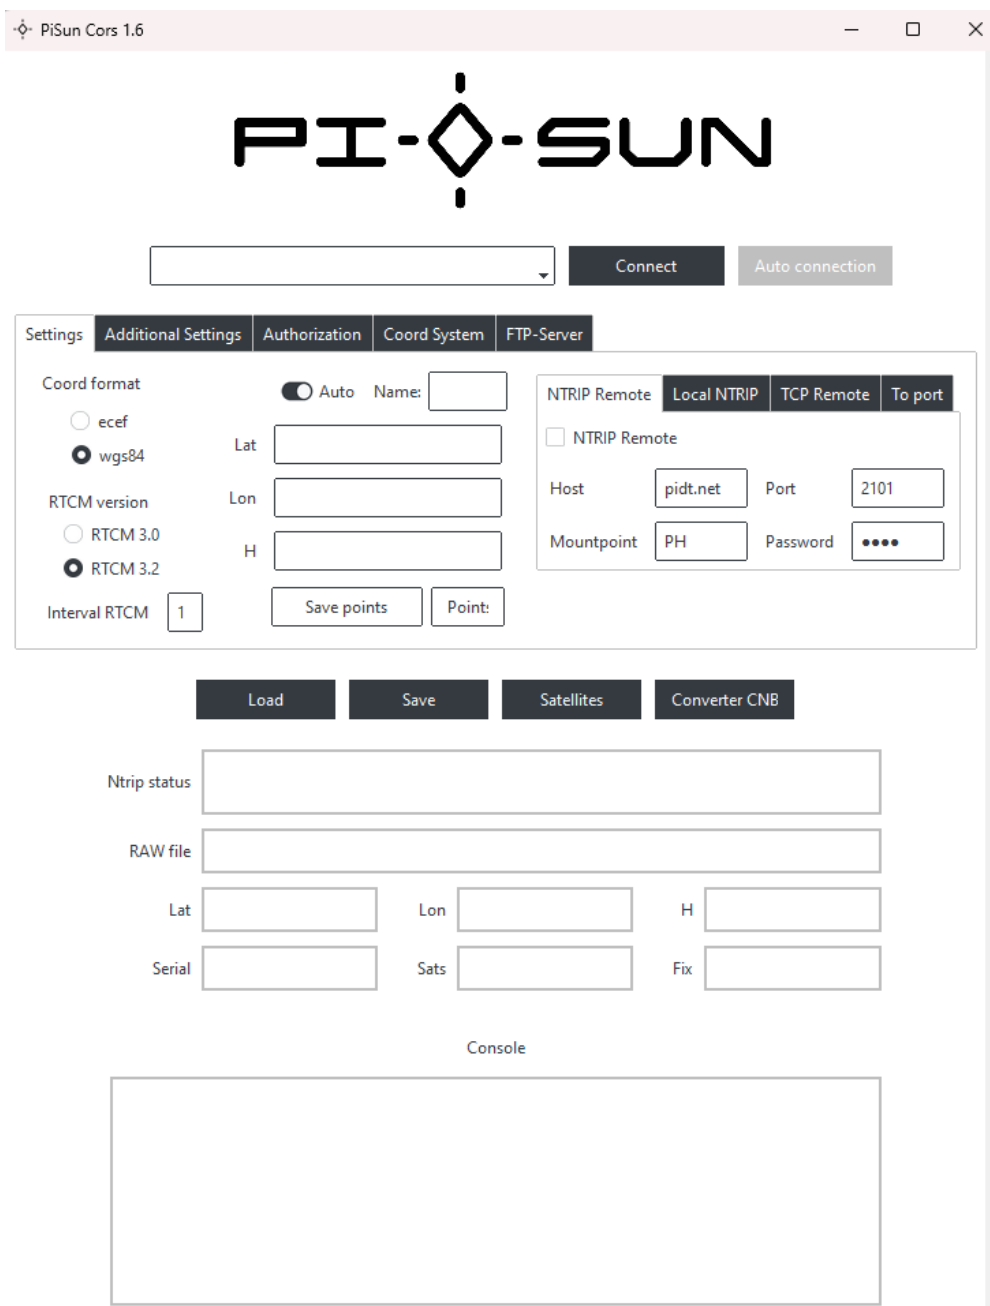 PiSun Cors 1.6
PI-SUN
Connect
Auto connection
Settings
Additional Settings
Authorization
Coord System
FTP-Server
Coord format
ecef
wgs84
RTCM version
RTCM 3.0
RTCM 3.2
Interval RTCM 1
Auto
Name:
Lat
Lon
H
Save points
Points
NTRIP Remote
Local NTRIP
TCP Remote
To port
NTRIP Remote
Host pidt.net
Port 2101
Mountpoint PH
Password ●●●●
Load
Save
Satellites
Converter CNB
Ntrip status
RAW file
Lat
Lon
H
Serial
Sats
Fix
Console